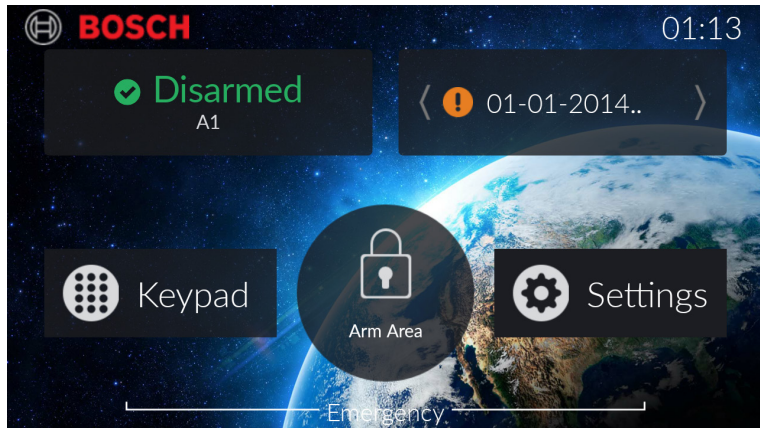 BOSCH
01:13
Disarmed
A1
01-01-2014..
Keypad
Arm Area
Settings
Emergency